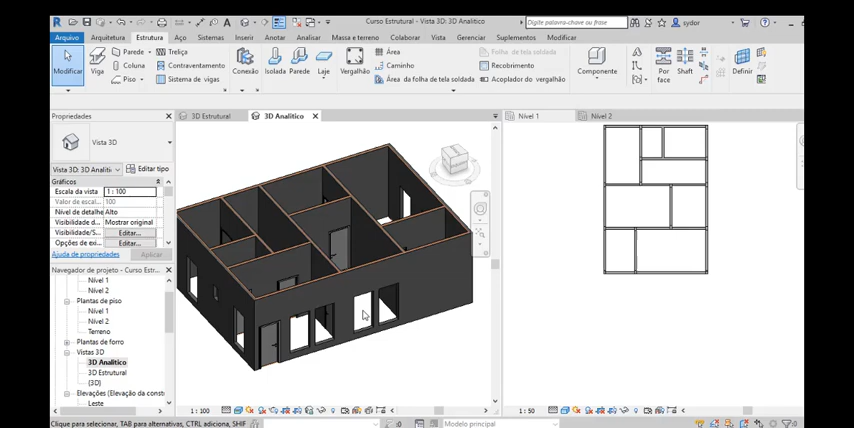 Curso Estrutural - Vista 3D: 3D Analítico
Digite palavra-chave ou frase
sydor
Arquivo Arquitetura Estrutura Aço Sistemas Inserir Anotar Analisar Massa e terreno Colaborar Vista Gerenciar Suplementos Modificar
Modificar
Viga
Parede
Coluna
Piso
Treliça
Contraventamento
Sistema de vigas
Conexão
Isolada
Parede
Laje
Vergalhão
Área
Caminho
Área da folha de tela soldada
Folha de tela soldada
Recobrimento
Acoplador do vergalhão
Componente
Por
face
Shaft
Definir
Propriedades
3D Estrutural
3D Analítico
Nível 1
Nível 2
Vista 3D
Vista 3D: 3D Analíti
Editar tipo
Gráficos
Escala da vista 1 : 100
Valor de escal... 100
Nível de detalhe Alto
Visibilidade d... Mostrar original
Visibilidade/S... Editar...
Opções de exi... Editar...
Ajuda de propriedades
Aplicar
Navegador de projeto - Curso Estr...
Nível 1
Nível 2
Plantas de piso
Nível 1
Nível 2
Terreno
Plantas de forro
Vistas 3D
3D Analítico
3D Estrutural
{3D}
Elevações (Elevação da constr
Leste
1 : 100
1 : 50
Clique para selecionar, TAB para alternativas, CTRL adiciona, SHIF
:0
Modelo principal
:0